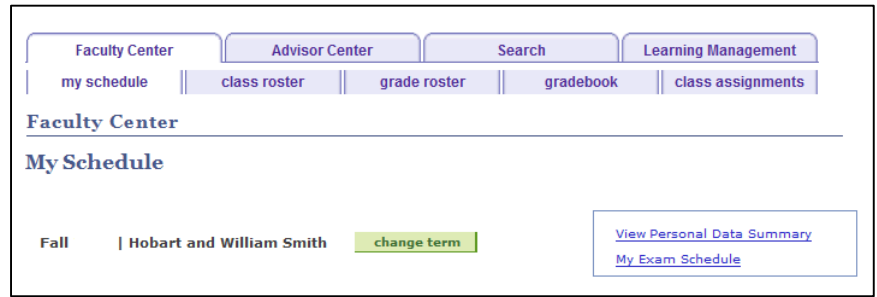 Faculty Center Advisor Center Search Learning Management
my schedule class roster grade roster gradebook class assignments
Faculty Center
My Schedule
Fall | Hobart and William Smith change term
View Personal Data Summary
My Exam Schedule